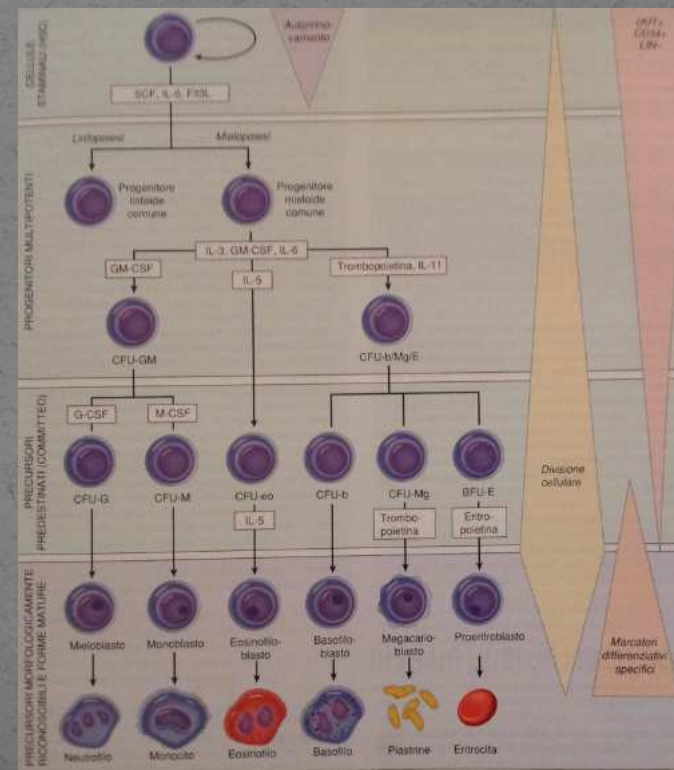 CELLULE
STAMINALI (HSC)
Autorinno-
vamento
CD34+
LIN-
SCF, IL-6, Flt3L
Linfopoiesi
Mielopoiesi
PROGENITORI MULTIPOTENTI
Progenitore
linfoide
comune
Progenitore
mieloide
comune
IL-3, GM-CSF, IL-6
GM-CSF
IL-5
Trombopoietina, IL-11
CFU-GM
CFU-b/Mg/E
PRECURSORI
PREDESTINATI (COMMITTED)
G-CSF
M-CSF
CFU-G
CFU-M
CFU-eo
CFU-b
CFU-Mg
BFU-E
IL-5
Trombo-
poietina
Eritro-
poietina
Divisione
cellulare
PRECURSORI MORFOLOGICAMENTE
RICONOSCIBILI E FORME MATURE
Mieloblasto
Monoblasto
Eosinofilo-
blasto
Basofilo-
blasto
Megacario-
blasto
Proeritroblasto
Marcatori
differenziativi
specifici
Neutrofilo
Monocito
Eosinofilo
Basofilo
Piastrine
Eritrocita